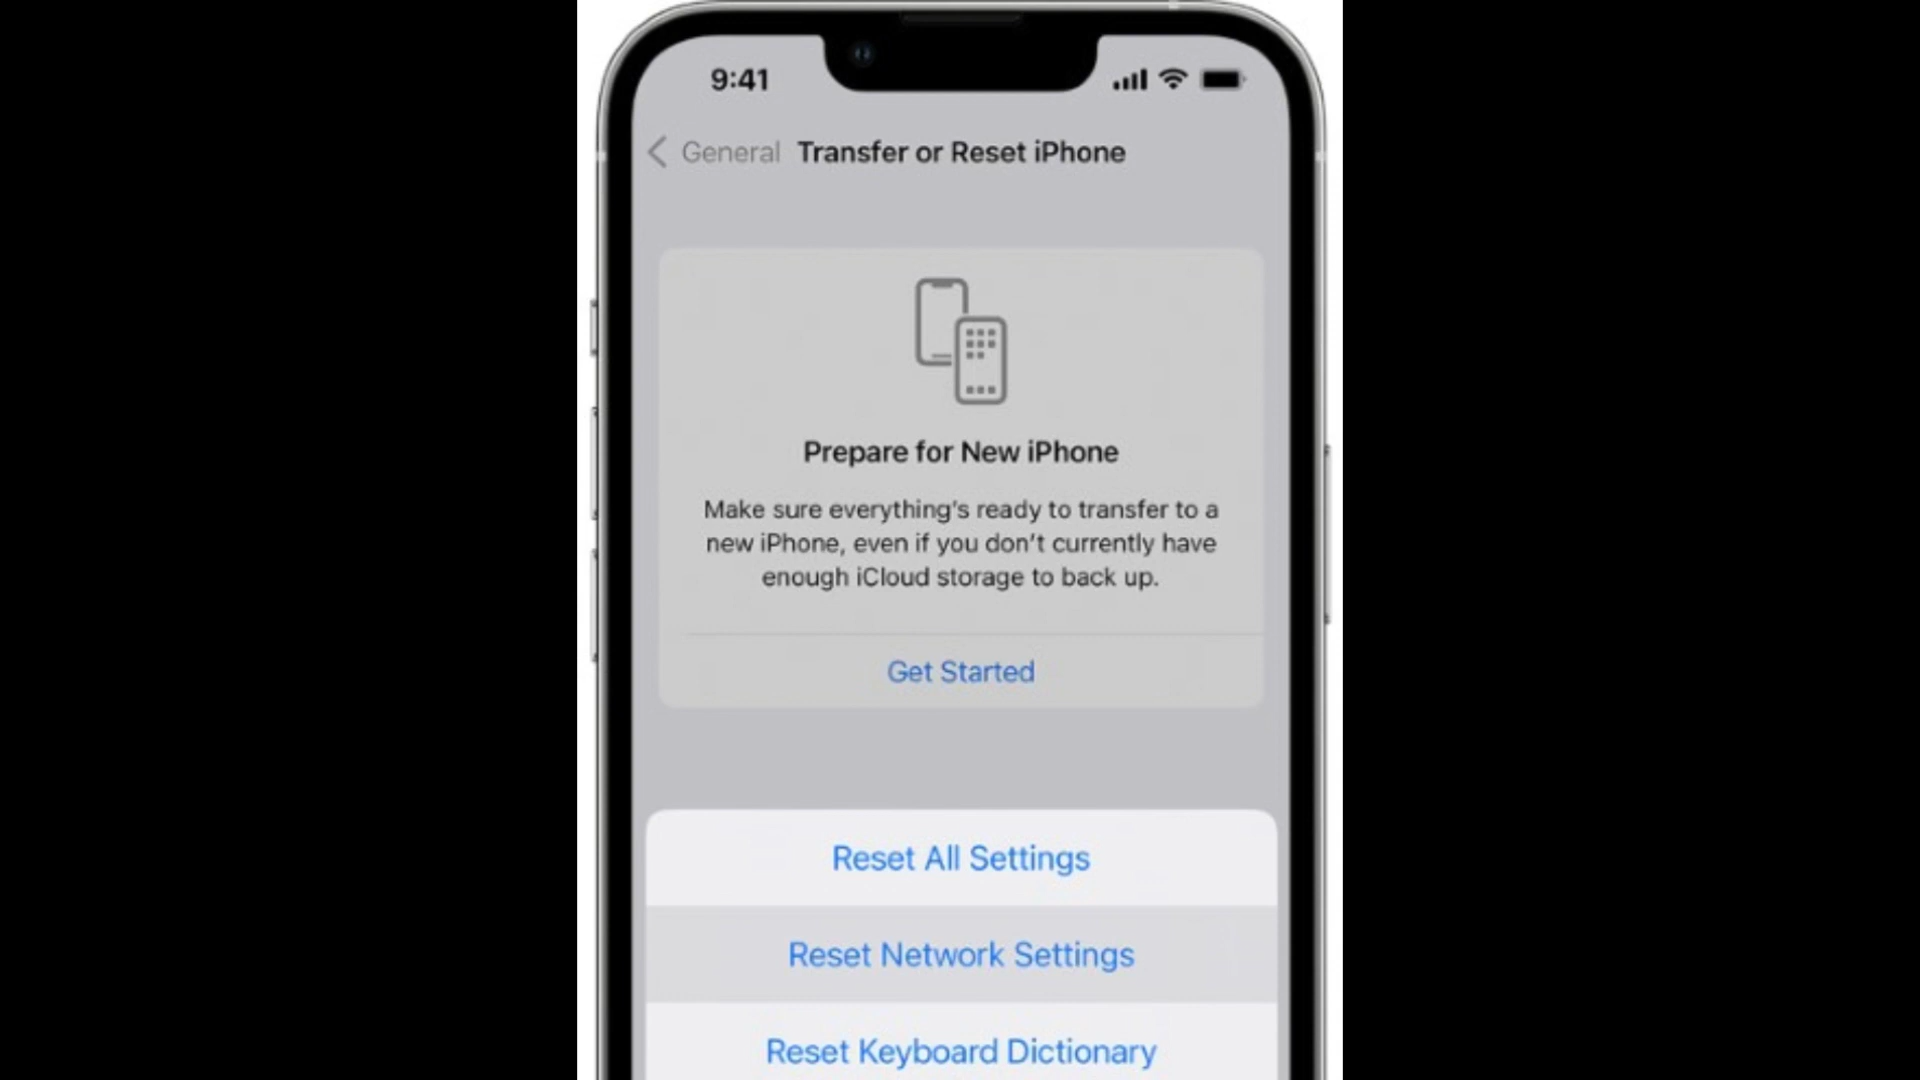 9:41
General Transfer or Reset iPhone
Prepare for New iPhone
Make sure everything's ready to transfer to a
new iPhone, even if you don't currently have
enough iCloud storage to back up.
Get Started
Reset All Settings
Reset Network Settings
Reset Keyboard Dictionary